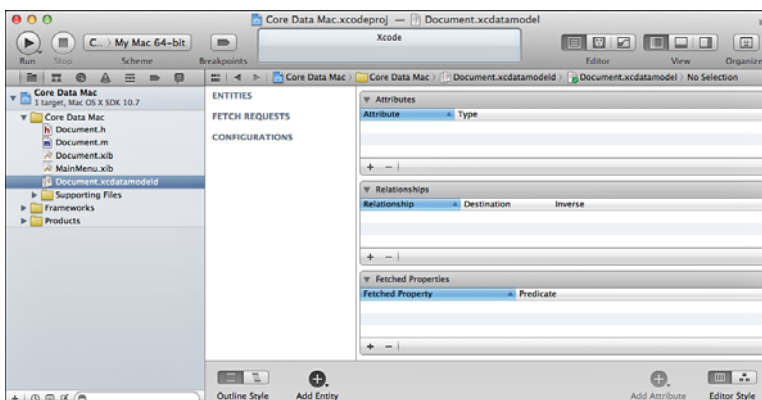 Core Data Mac.xcodeproj — Document.xcdatamodel
C.. 〉 My Mac 64-bit
Xcode
Run Stop Scheme Breakpoints Editor View Organize
Core Data Mac 〉 Core Data Mac 〉 Document.xcdatamodeld 〉 Document.xcdatamodel 〉 No Selection
Core Data Mac
1 target, Mac OS X SDK 10.7
Core Data Mac
Document.h
Document.m
Document.xib
MainMenu.xib
Document.xcdatamodeld
Supporting Files
Frameworks
Products
ENTITIES
FETCH REQUESTS
CONFIGURATIONS
Attributes
Attribute Type
Relationships
Relationship Destination Inverse
Fetched Properties
Fetched Property Predicate
Outline Style Add Entity Add Attribute Editor Style